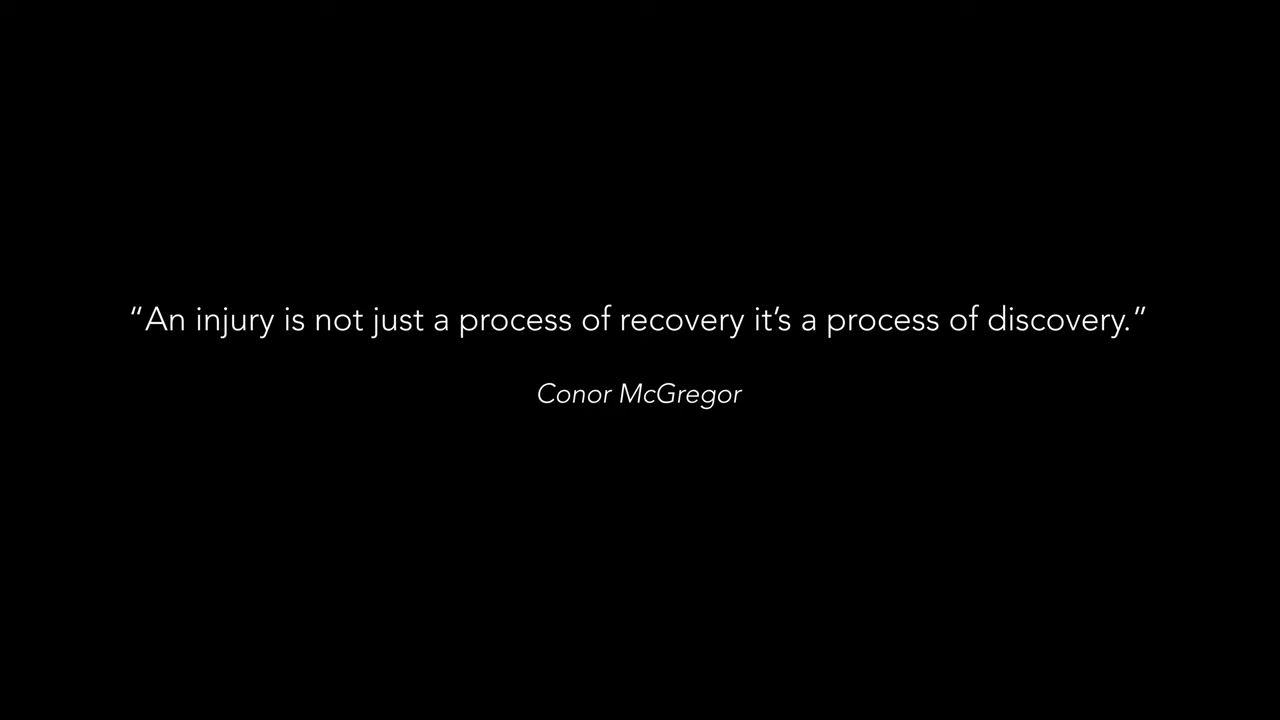 “An injury is not just a process of recovery it’s a process of discovery.”
Conor McGregor